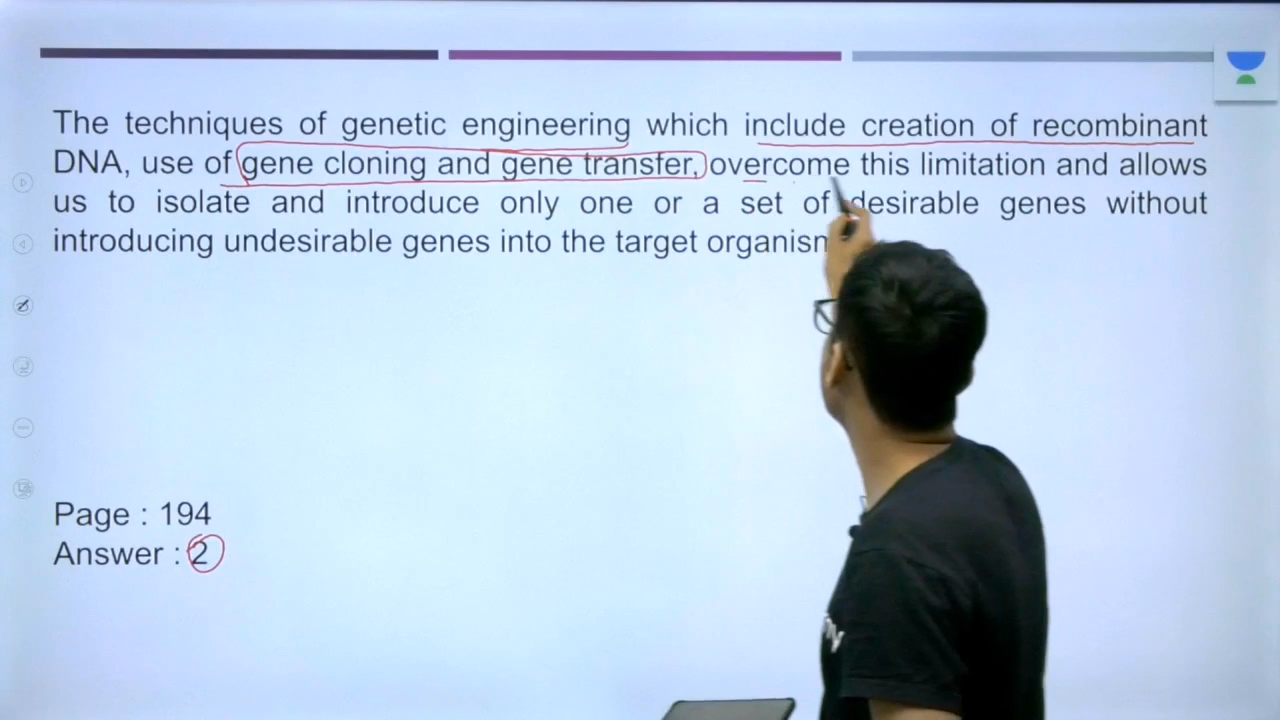 The techniques of genetic engineering which include creation of recombinant
DNA, use of gene cloning and gene transfer, overcome this limitation and allows
us to isolate and introduce only one or a set of desirable genes without
introducing undesirable genes into the target
Page : 194
Answer : 2